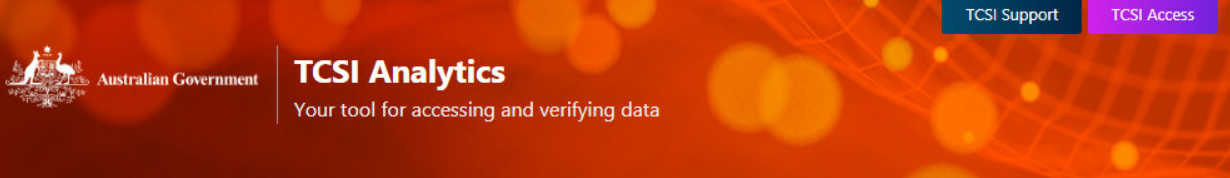 TCSI Support
TCSI Access
Australian Government
TCSI Analytics
Your tool for accessing and verifying data